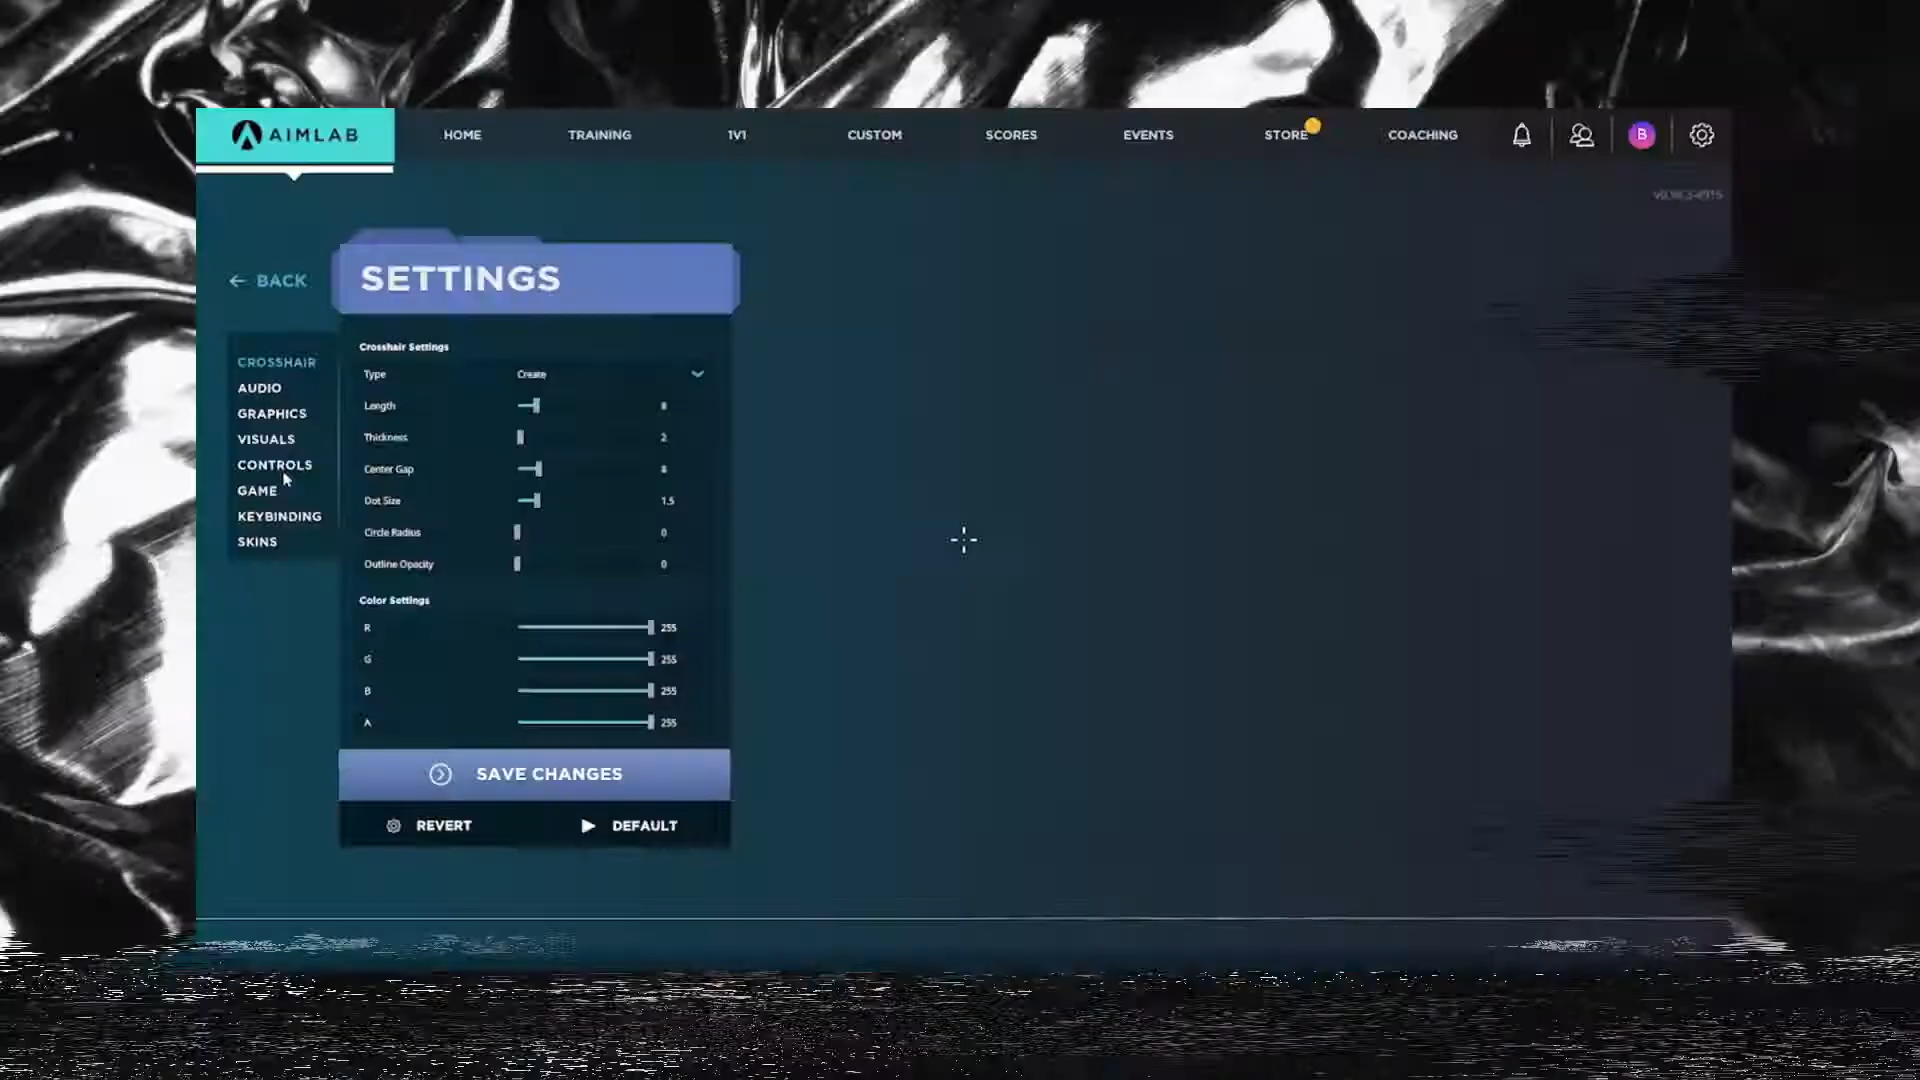 AIMLAB
HOME
TRAINING
1V1
CUSTOM
SCORES
EVENTS
STORE
COACHING
B
BACK
SETTINGS
CROSSHAIR
AUDIO
GRAPHICS
VISUALS
CONTROLS
GAME
KEYBINDING
SKINS
Crosshair Settings
Type Create
Length 8
Thickness 2
Center Gap 8
Dot Size 1.5
Circle Radius 0
Outline Opacity 0
Color Settings
R 255
G 255
B 255
A 255
SAVE CHANGES
REVERT
DEFAULT